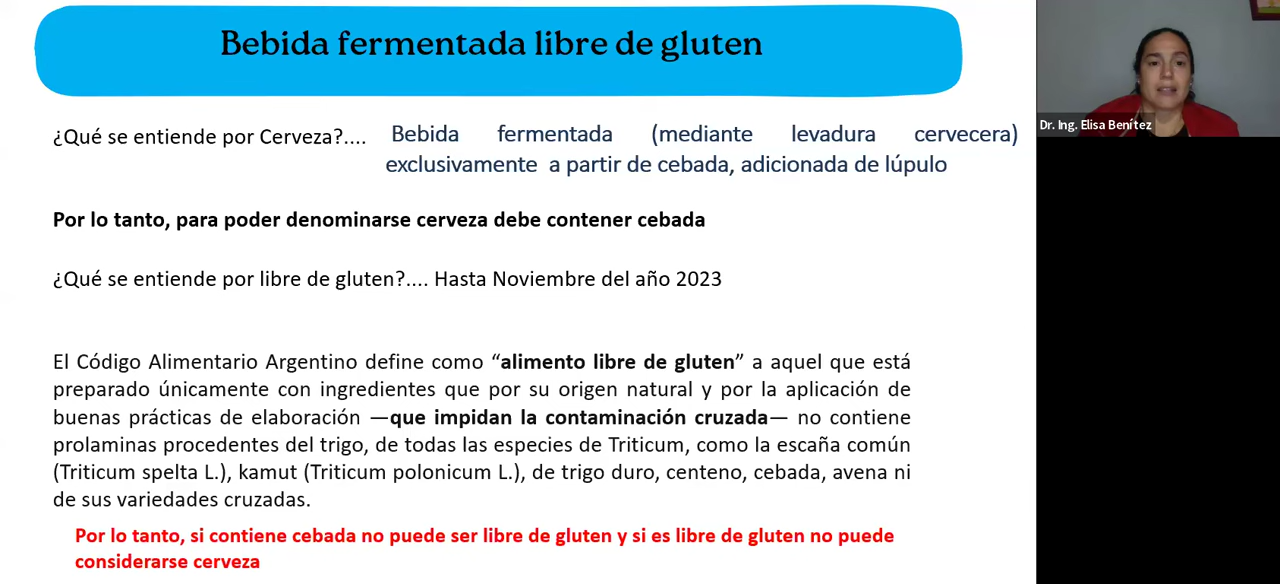 Bebida fermentada libre de gluten
¿Qué se entiende por Cerveza?.... Bebida fermentada (mediante levadura cervecera)
exclusivamente a partir de cebada, adicionada de lúpulo
Dr. Ing. Elisa Benítez
Por lo tanto, para poder denominarse cerveza debe contener cebada
¿Qué se entiende por libre de gluten?.... Hasta Noviembre del año 2023
El Código Alimentario Argentino define como “alimento libre de gluten” a aquel que está
preparado únicamente con ingredientes que por su origen natural y por la aplicación de
buenas prácticas de elaboración —que impidan la contaminación cruzada— no contiene
prolaminas procedentes del trigo, de todas las especies de Triticum, como la escaña común
(Triticum spelta L.), kamut (Triticum polonicum L.), de trigo duro, centeno, cebada, avena ni
de sus variedades cruzadas.
Por lo tanto, si contiene cebada no puede ser libre de gluten y si es libre de gluten no puede
considerarse cerveza